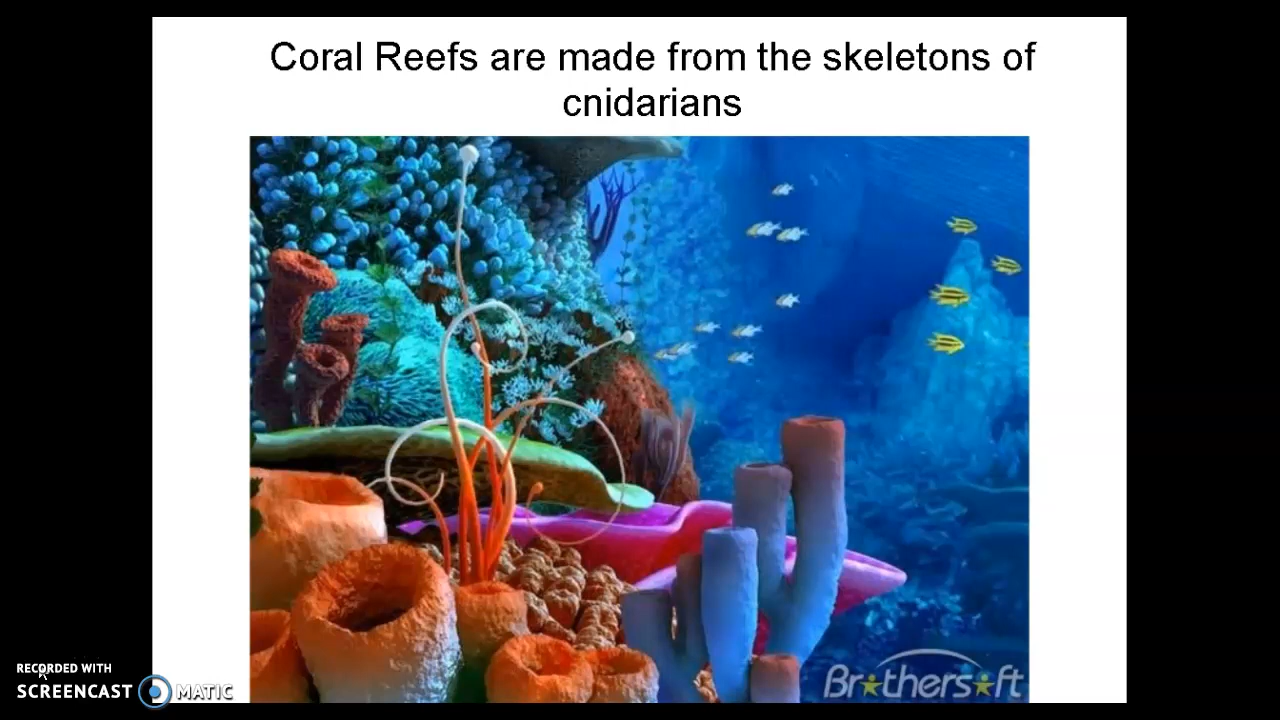 Coral Reefs are made from the skeletons of
cnidarians
Brothersoft
RECORDED WITH
SCREENCAST MATIC